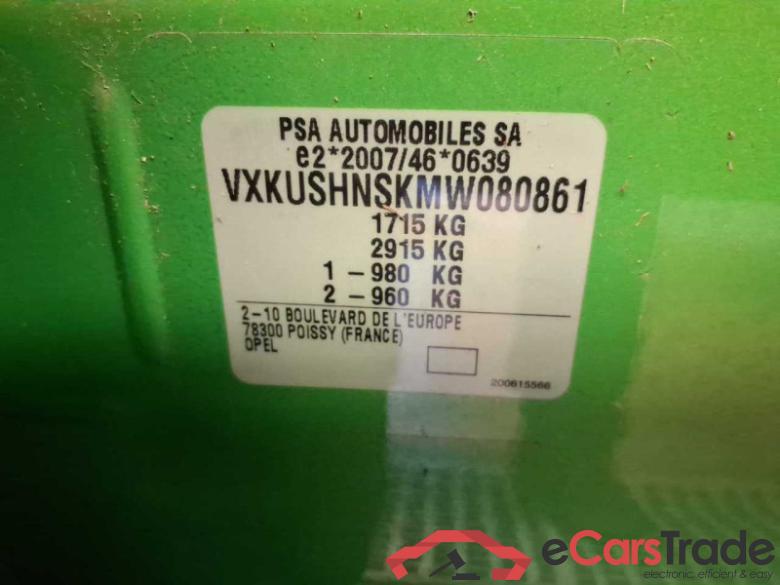 PSA AUTOMOBILES SA
e2*2007/46*0639
VXKUSHNSKMW080861
1715 KG
2915 KG
1 - 980 KG
2 - 960 KG
2-10 BOULEVARD DE L'EUROPE
78300 POISSY (FRANCE)
OPEL
200615566
eCarsTrade
electronic, efficient & easy